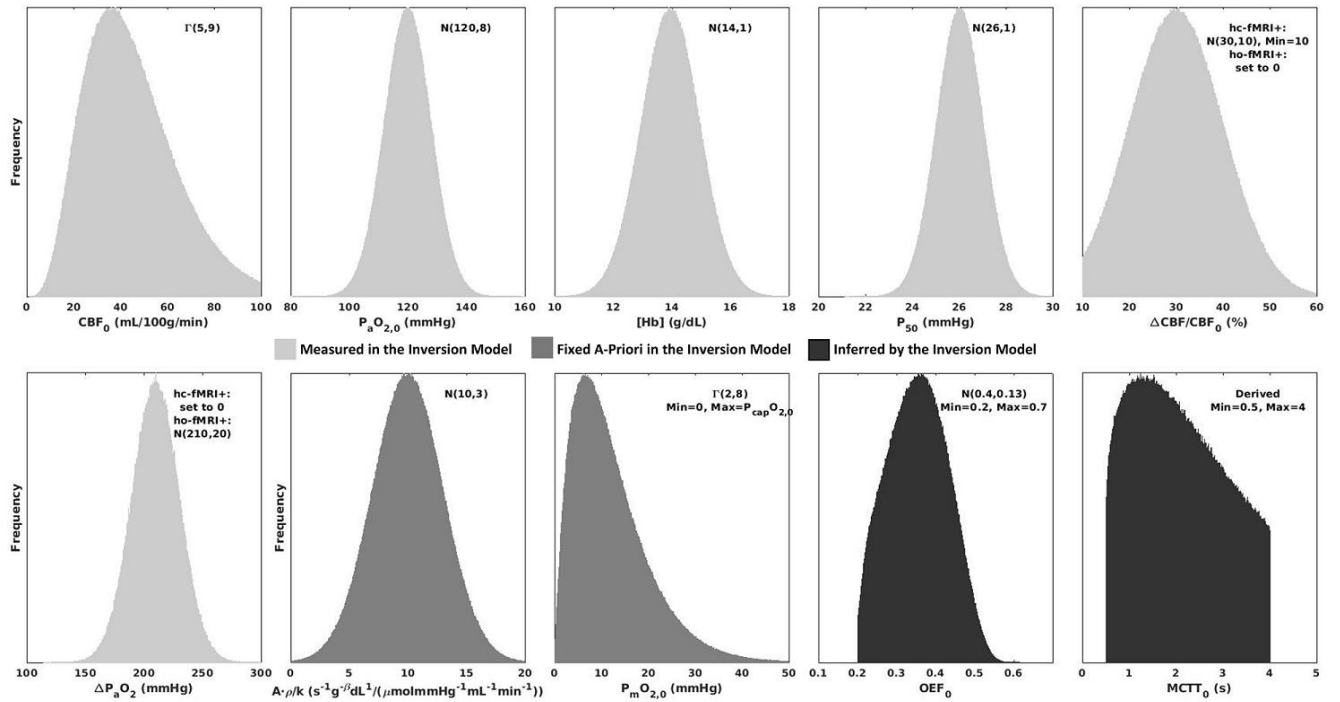 Γ(5,9)
N(120,8)
N(14,1)
N(26,1)
hc-fMRI+:
N(30,10), Min=10
ho-fMRI+:
set to 0
Frequency
0 20 40 60 80 100
80 100 120 140 160
10 12 14 16 18
20 22 24 26 28 30
10 20 30 40 50 60
CBF₀ (mL/100g/min)
PₐO₂,₀ (mmHg)
[Hb] (g/dL)
P₅₀ (mmHg)
ΔCBF/CBF₀ (%)
Measured in the Inversion Model
Fixed A-Priori in the Inversion Model
Inferred by the Inversion Model
hc-fMRI+:
set to 0
ho-fMRI+:
N(210,20)
N(10,3)
Γ(2,8)
Min=0, Max=P_capO₂,₀
N(0.4,0.13)
Min=0.2, Max=0.7
Derived
Min=0.5, Max=4
Frequency
100 150 200 250 300
0 5 10 15 20
0 10 20 30 40 50
0.1 0.2 0.3 0.4 0.5 0.6 0.7
0 1 2 3 4 5
ΔPₐO₂ (mmHg)
A·ρ/k (s⁻¹g⁻ᵝdL¹/(μmolmmHg⁻¹mL⁻¹min⁻¹))
PₘO₂,₀ (mmHg)
OEF₀
MCTT₀ (s)